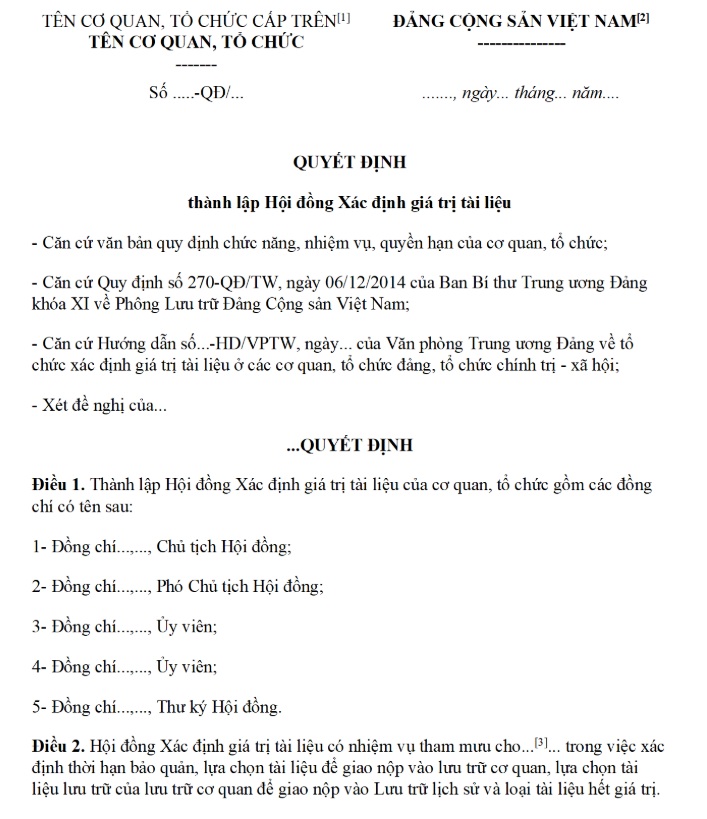 TÊN CƠ QUAN, TỔ CHỨC CẤP TRÊN[1]
ĐẢNG CỘNG SẢN VIỆT NAM[2]
TÊN CƠ QUAN, TỔ CHỨC
---------------
-------
Số .....-QĐ/...
......., ngày... tháng... năm....
QUYẾT ĐỊNH
thành lập Hội đồng Xác định giá trị tài liệu
- Căn cứ văn bản quy định chức năng, nhiệm vụ, quyền hạn của cơ quan, tổ chức;
- Căn cứ Quy định số 270-QĐ/TW, ngày 06/12/2014 của Ban Bí thư Trung ương Đảng
khóa XI về Phông Lưu trữ Đảng Cộng sản Việt Nam;
- Căn cứ Hướng dẫn số...-HD/VPTW, ngày... của Văn phòng Trung ương Đảng về tổ
chức xác định giá trị tài liệu ở các cơ quan, tổ chức đảng, tổ chức chính trị - xã hội;
- Xét đề nghị của...
...QUYẾT ĐỊNH
Điều 1. Thành lập Hội đồng Xác định giá trị tài liệu của cơ quan, tổ chức gồm các đồng
chí có tên sau:
1- Đồng chí...,..., Chủ tịch Hội đồng;
2- Đồng chí...,..., Phó Chủ tịch Hội đồng;
3- Đồng chí...,..., Ủy viên;
4- Đồng chí...,..., Ủy viên;
5- Đồng chí...,..., Thư ký Hội đồng.
Điều 2. Hội đồng Xác định giá trị tài liệu có nhiệm vụ tham mưu cho...[3]... trong việc xác
định thời hạn bảo quản, lựa chọn tài liệu để giao nộp vào lưu trữ cơ quan, lựa chọn tài
liệu lưu trữ của lưu trữ cơ quan để giao nộp vào Lưu trữ lịch sử và loại tài liệu hết giá trị.